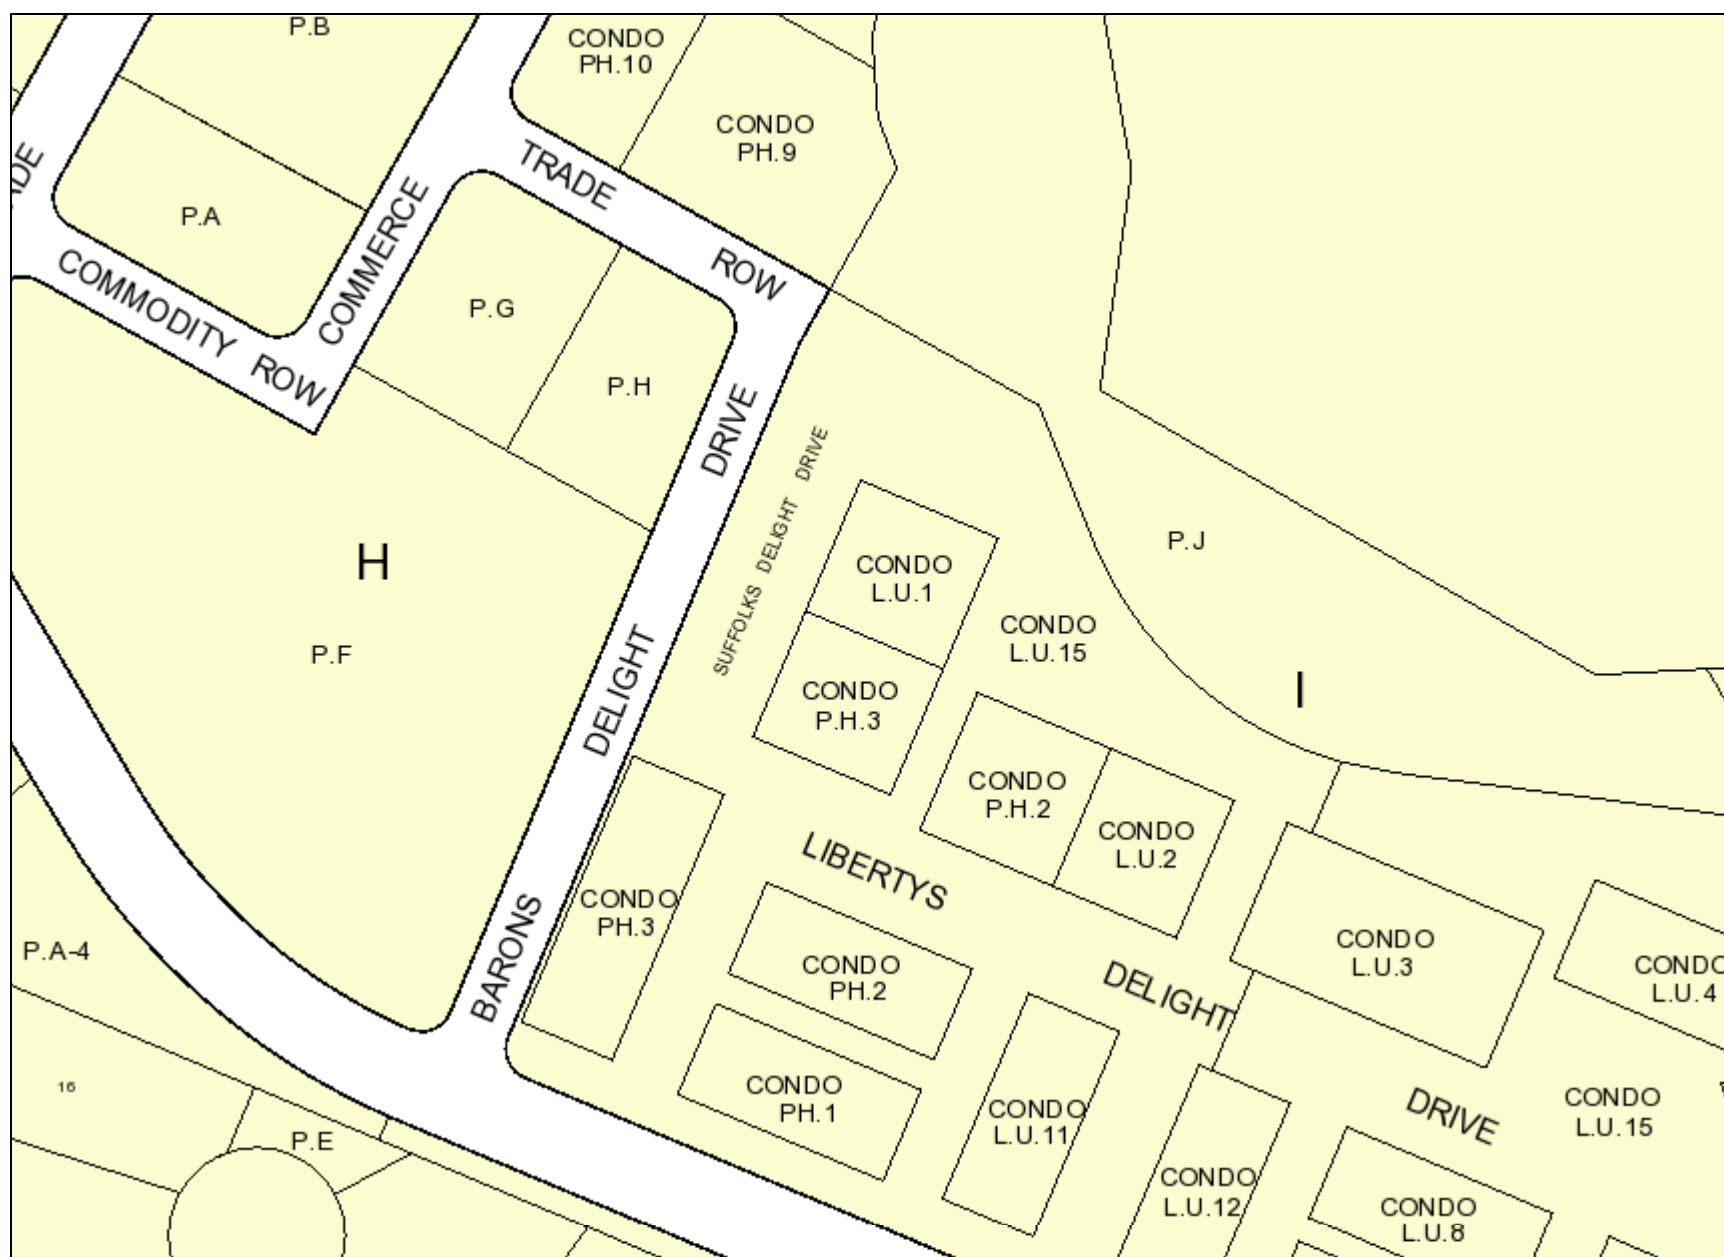 P.B
CONDO
PH.10
CONDO
PH.9
TRADE ROW
P.A
COMMERCE
COMMODITY ROW
P.G
P.H
BARONS DELIGHT DRIVE
SUFFOLKS DELIGHT DRIVE
H
P.F
CONDO
L.U.1
CONDO
L.U.15
P.J
I
CONDO
P.H.3
CONDO
P.H.2
CONDO
L.U.2
LIBERTYS DELIGHT DRIVE
CONDO
PH.3
CONDO
PH.2
CONDO
PH.1
CONDO
L.U.3
CONDO
L.U.4
P.A-4
16
P.E
CONDO
L.U.11
CONDO
L.U.12
CONDO
L.U.15
CONDO
L.U.8